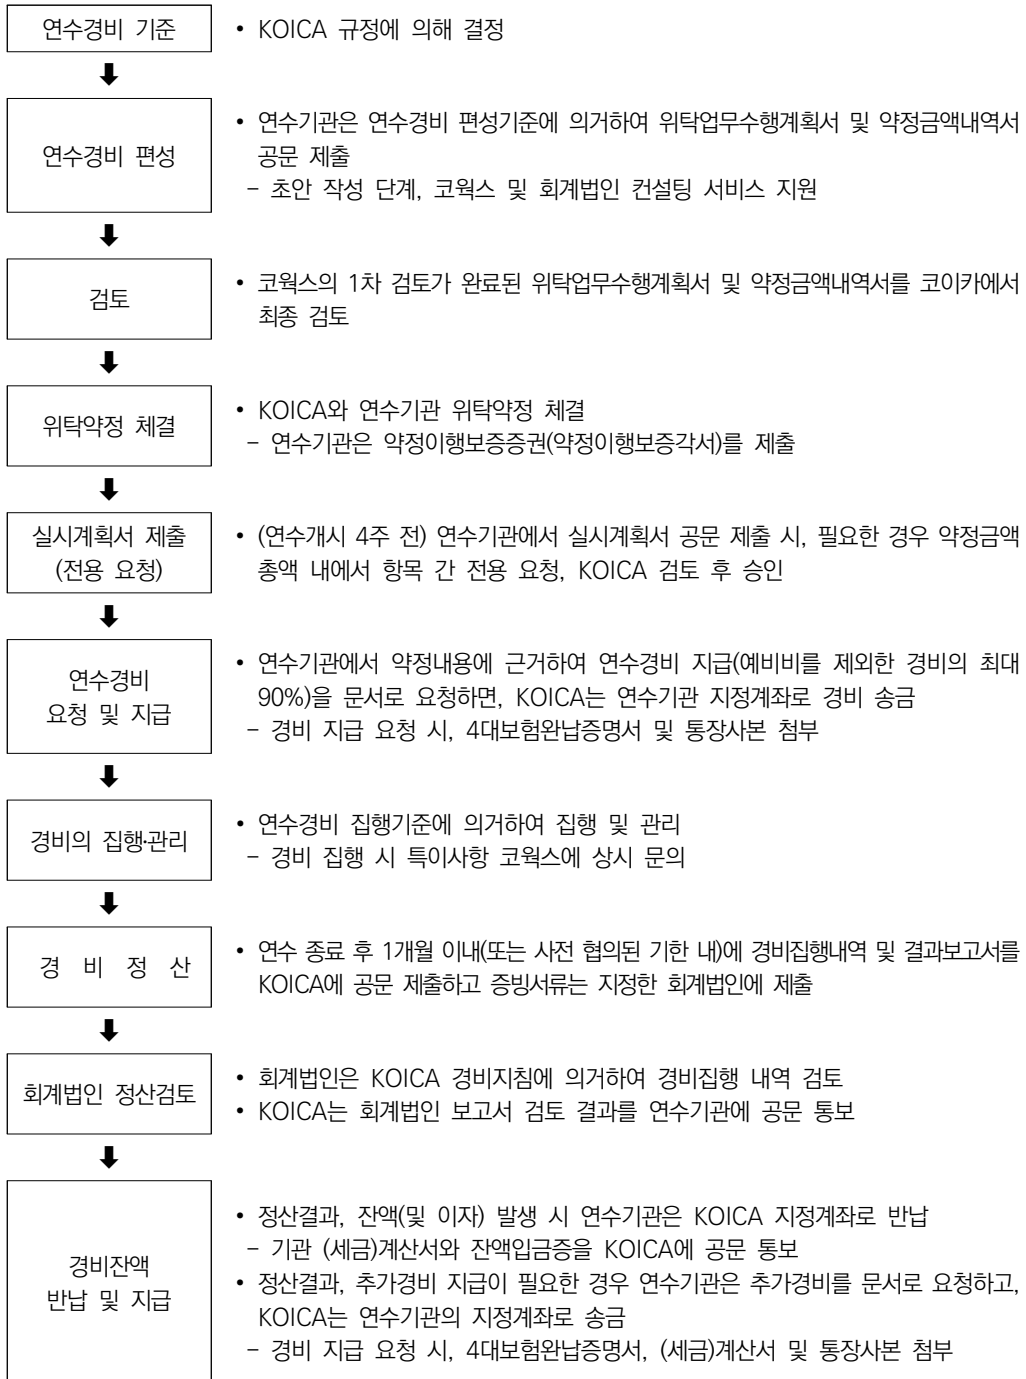 연수경비 기준
• KOICA 규정에 의해 결정
연수경비 편성
• 연수기관은 연수경비 편성기준에 의거하여 위탁업무수행계획서 및 약정금액내역서
공문 제출
- 초안 작성 단계, 코웍스 및 회계법인 컨설팅 서비스 지원
검토
• 코웍스의 1차 검토가 완료된 위탁업무수행계획서 및 약정금액내역서를 코이카에서
최종 검토
위탁약정 체결
• KOICA와 연수기관 위탁약정 체결
- 연수기관은 약정이행보증증권(약정이행보증각서)를 제출
실시계획서 제출
(전용 요청)
• (연수개시 4주 전) 연수기관에서 실시계획서 공문 제출 시, 필요한 경우 약정금액
총액 내에서 항목 간 전용 요청, KOICA 검토 후 승인
연수경비
요청 및 지급
• 연수기관에서 약정내용에 근거하여 연수경비 지급(예비비를 제외한 경비의 최대
90%)을 문서로 요청하면, KOICA는 연수기관 지정계좌로 경비 송금
- 경비 지급 요청 시, 4대보험완납증명서 및 통장사본 첨부
경비의 집행·관리
• 연수경비 집행기준에 의거하여 집행 및 관리
- 경비 집행 시 특이사항 코웍스에 상시 문의
경 비 정 산
• 연수 종료 후 1개월 이내(또는 사전 협의된 기한 내)에 경비집행내역 및 결과보고서를
KOICA에 공문 제출하고 증빙서류는 지정한 회계법인에 제출
회계법인 정산검토
• 회계법인은 KOICA 경비지침에 의거하여 경비집행 내역 검토
• KOICA는 회계법인 보고서 검토 결과를 연수기관에 공문 통보
경비잔액
반납 및 지급
• 정산결과, 잔액(및 이자) 발생 시 연수기관은 KOICA 지정계좌로 반납
- 기관 (세금)계산서와 잔액입금증을 KOICA에 공문 통보
• 정산결과, 추가경비 지급이 필요한 경우 연수기관은 추가경비를 문서로 요청하고,
KOICA는 연수기관의 지정계좌로 송금
- 경비 지급 요청 시, 4대보험완납증명서, (세금)계산서 및 통장사본 첨부